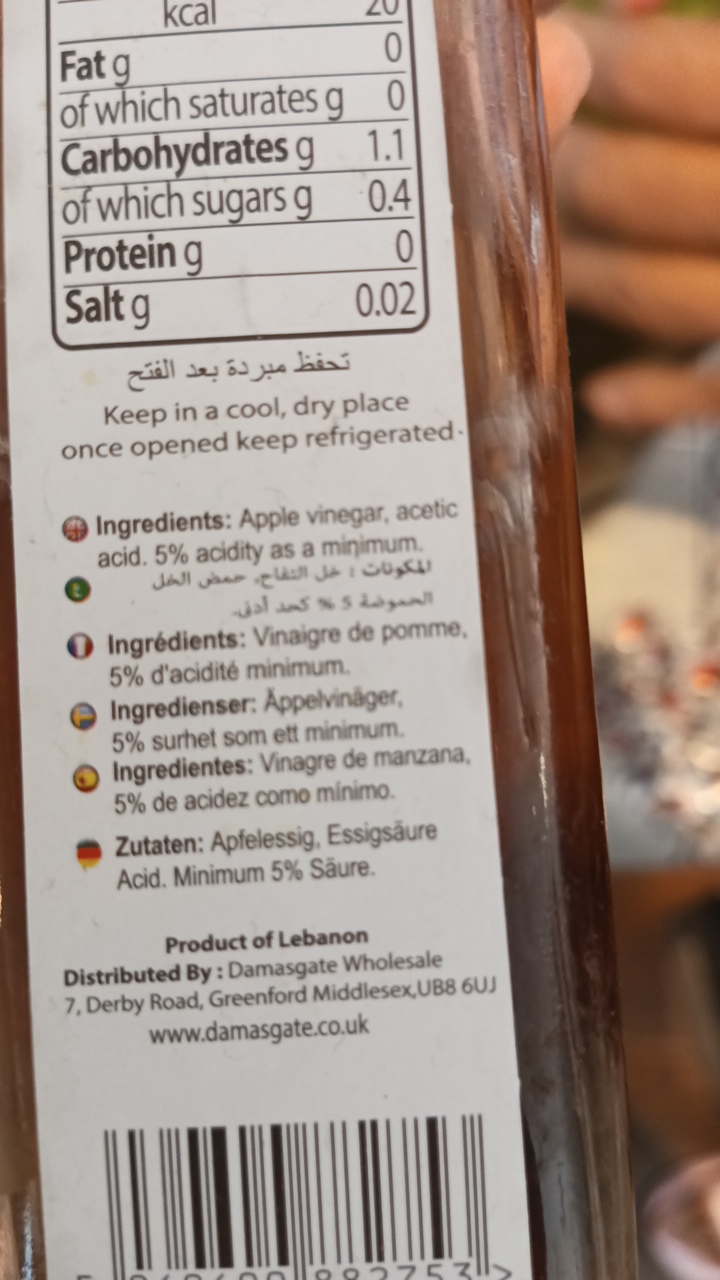 kcal 20
Fat g 0
of which saturates g 0
Carbohydrates g 1.1
of which sugars g 0.4
Protein g 0
Salt g 0.02
تحفظ مبردة بعد الفتح
Keep in a cool, dry place
once opened keep refrigerated.
Ingredients: Apple vinegar, acetic
acid. 5% acidity as a minimum.
المكونات : خل التفاح، حمض الخل
الحموضة 5 % كحد أدنى.
Ingrédients: Vinaigre de pomme,
5% d'acidité minimum.
Ingredienser: Äppelvinäger,
5% surhet som ett minimum.
Ingredientes: Vinagre de manzana,
5% de acidez como mínimo.
Zutaten: Apfelessig, Essigsäure
Acid. Minimum 5% Säure.
Product of Lebanon
Distributed By : Damasgate Wholesale
7, Derby Road, Greenford Middlesex,UB8 6UJ
www.damasgate.co.uk